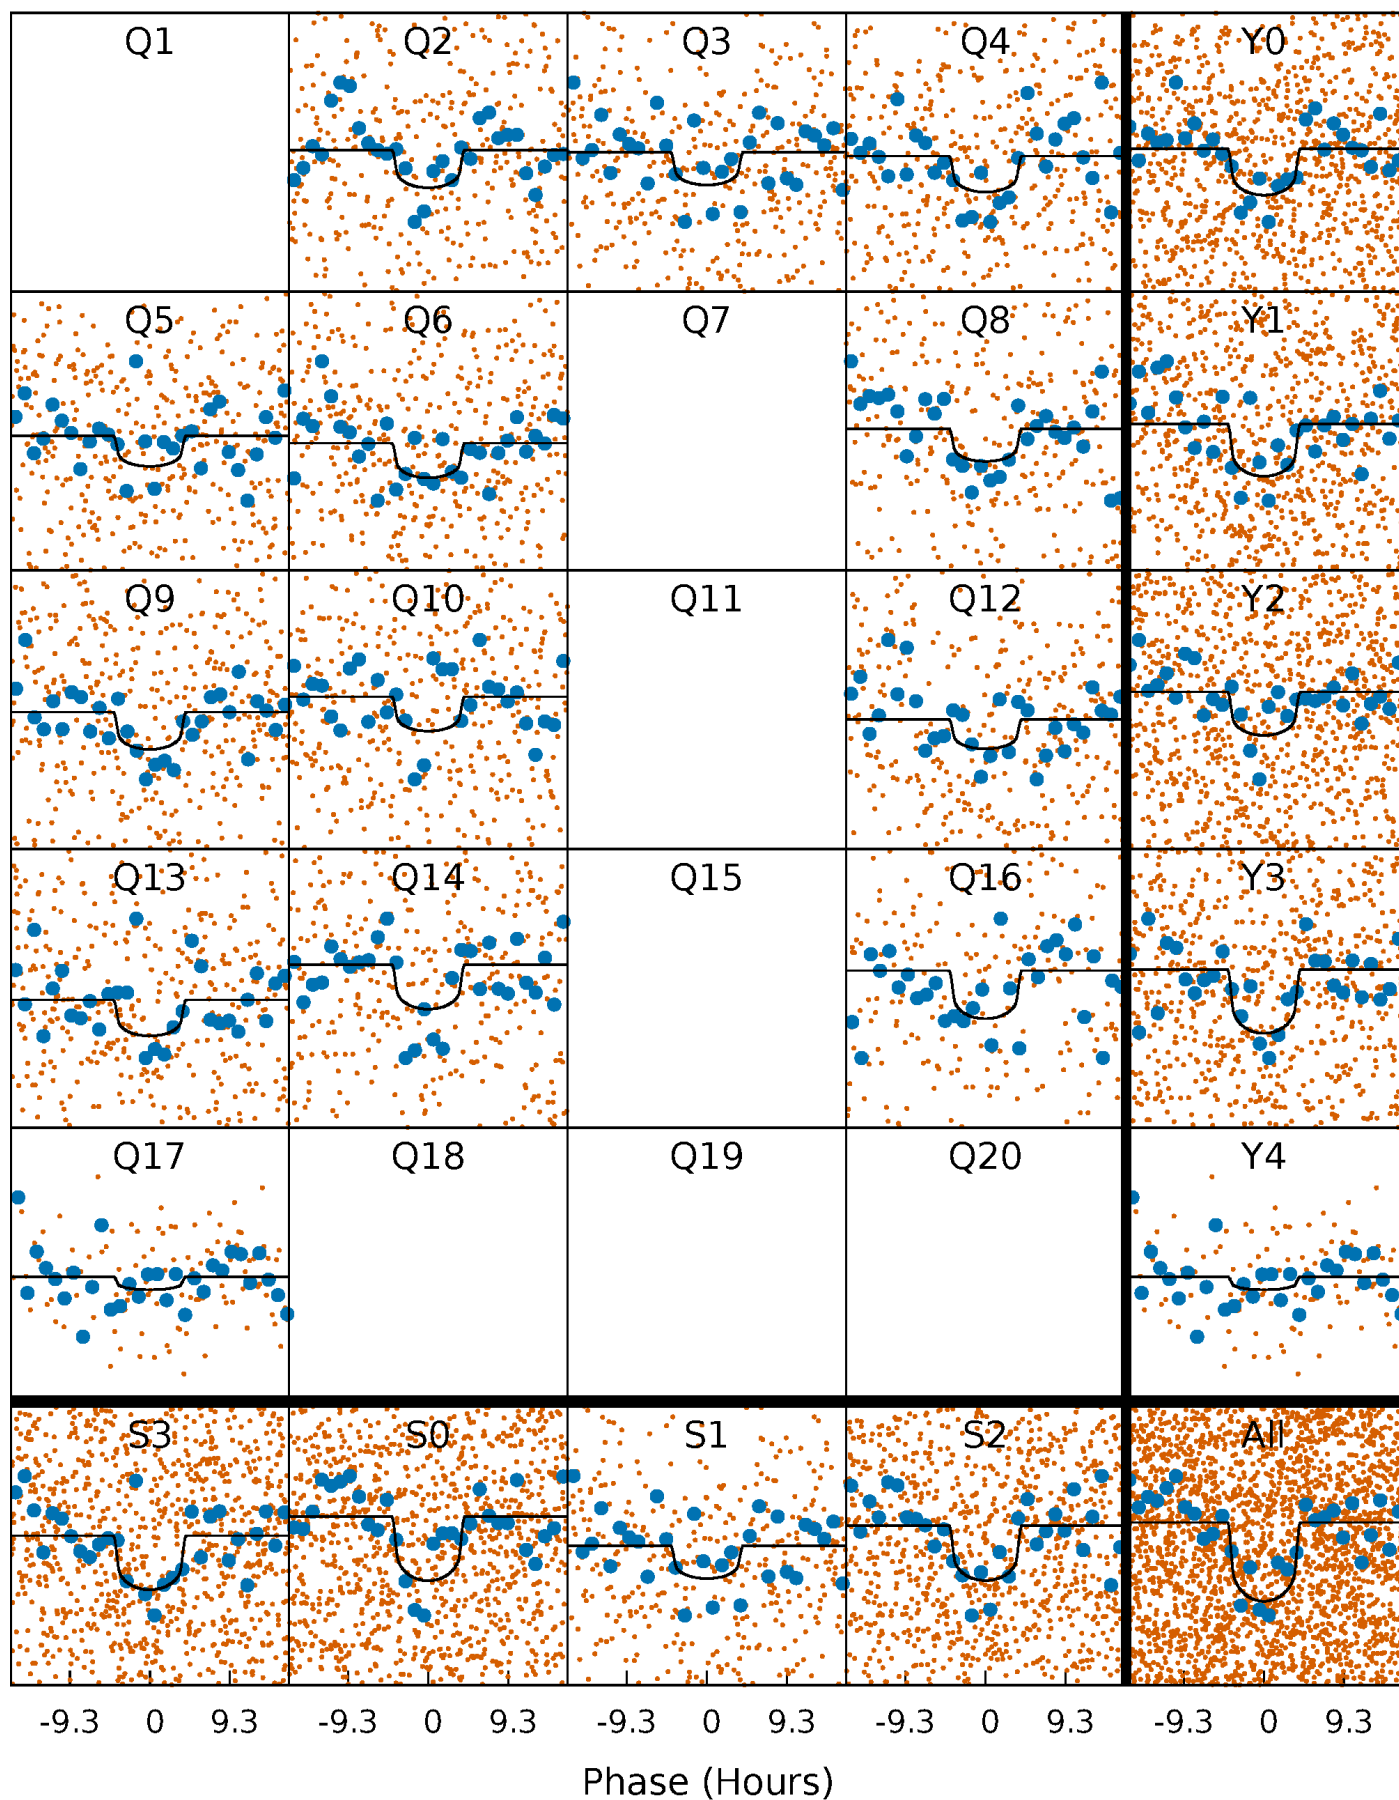 Q1 Q2 Q3 Q4 Y0
Q5 Q6 Q7 Q8 Y1
Q9 Q10 Q11 Q12 Y2
Q13 Q14 Q15 Q16 Y3
Q17 Q18 Q19 Q20 Y4
S3 S0 S1 S2 All
-9.3 0 9.3 -9.3 0 9.3 -9.3 0 9.3 -9.3 0 9.3 -9.3 0 9.3
Phase (Hours)